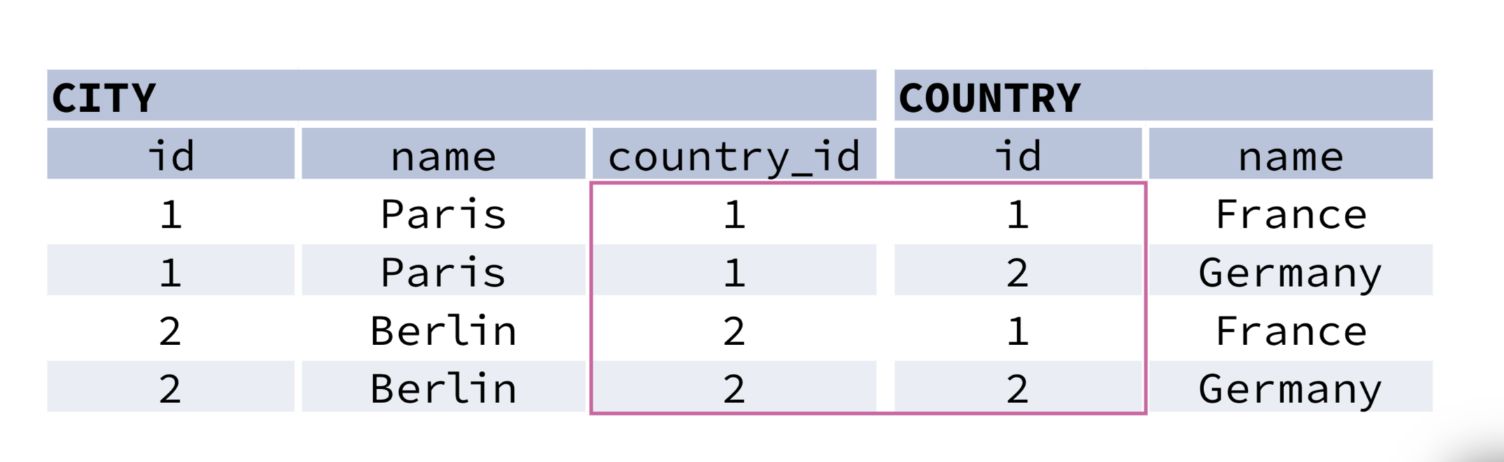 CITY COUNTRY
id name country_id id name
1 Paris 1 1 France
1 Paris 1 2 Germany
2 Berlin 2 1 France
2 Berlin 2 2 Germany